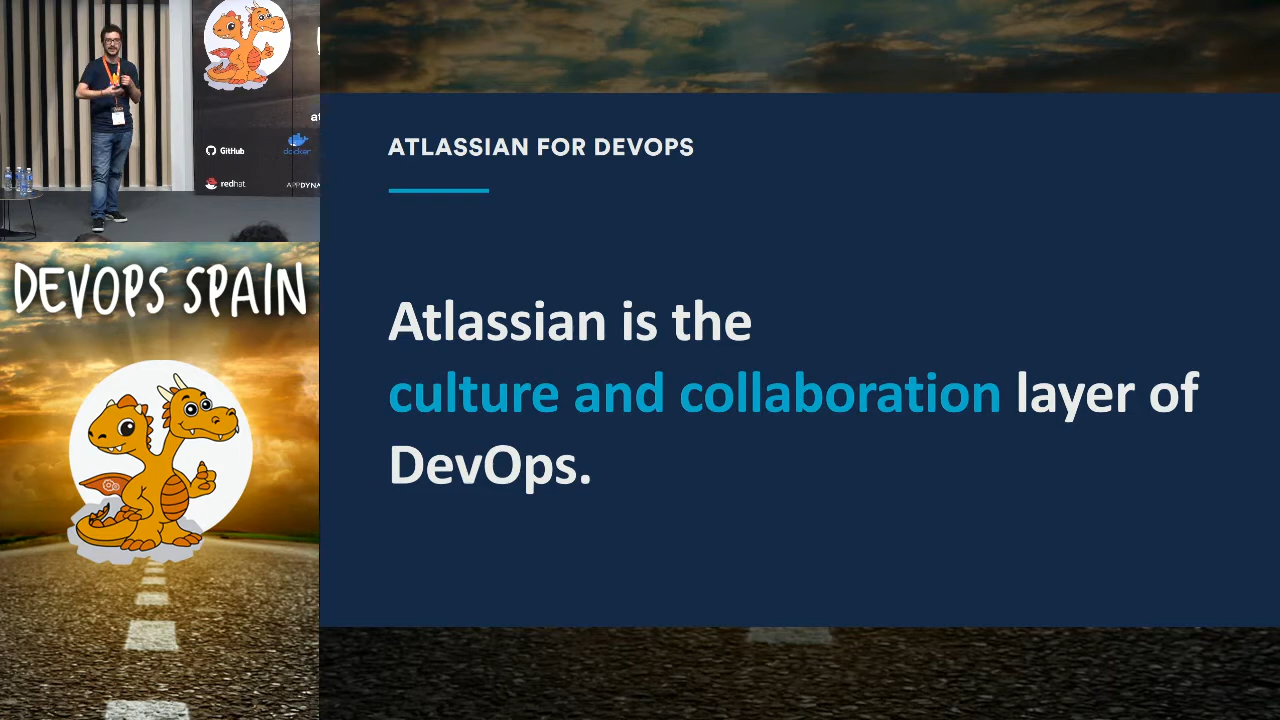 GitHub
docker
redhat.
DEVOPS SPAIN
ATLASSIAN FOR DEVOPS
Atlassian is the
culture and collaboration layer of
DevOps.